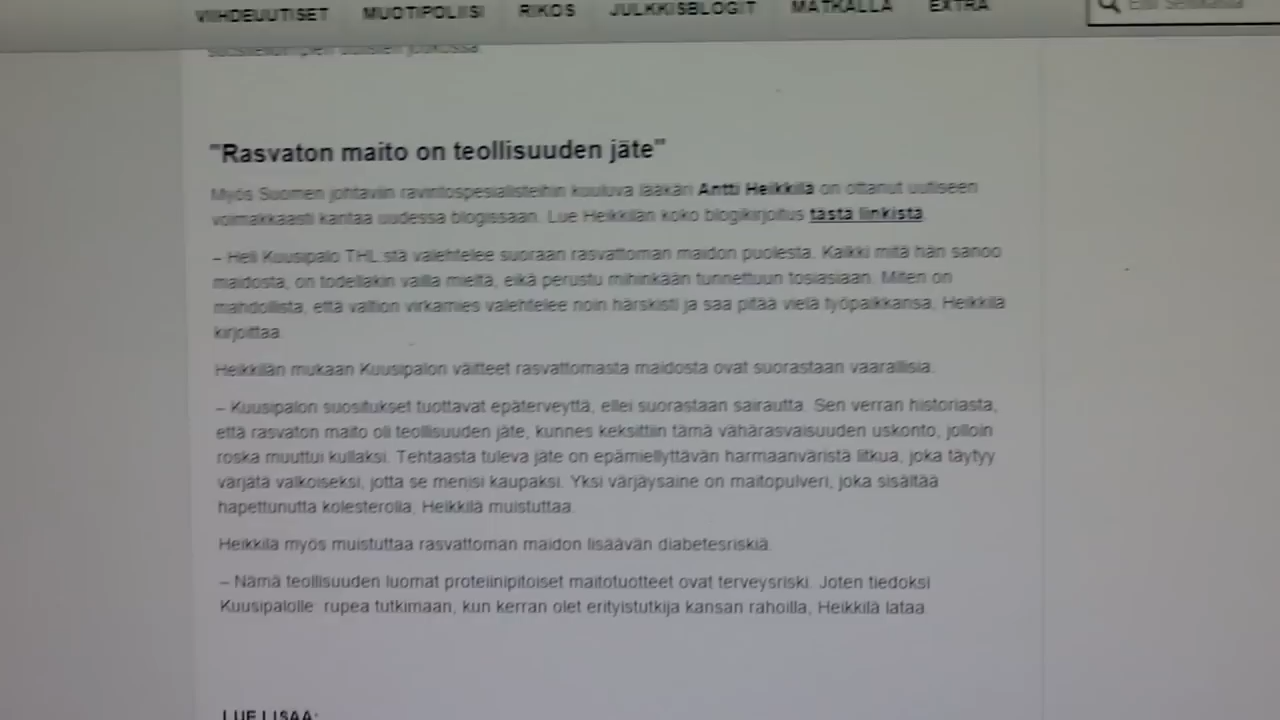 VIIHDEUUTISET MUOTIPOLIISI RIKOS JULKKISBLOGIT MATKALLA EXTRA
"Rasvaton maito on teollisuuden jäte"
Myös Suomen johtaviin ravintospesialisteihin kuuluva lääkäri Antti Heikkilä on ottanut uutiseen
voimakkaasti kantaa uudessa blogissaan. Lue Heikkilän koko blogikirjoitus tästä linkistä.
– Heli Kuusipalo THL:stä valehtelee suoraan rasvattoman maidon puolesta. Kaikki mitä hän sanoo
maidosta, on todellakin vailla mieltä, eikä perustu mihinkään tunnettuun tosiasiaan. Miten on
mahdollista, että valtion virkamies valehtelee noin härskisti ja saa pitää vielä työpaikkansa, Heikkilä
kirjoittaa.
Heikkilän mukaan Kuusipalon väitteet rasvattomasta maidosta ovat suorastaan vaarallisia.
– Kuusipalon suositukset tuottavat epäterveyttä, ellei suorastaan sairautta. Sen verran historiasta,
että rasvaton maito oli teollisuuden jäte, kunnes keksittiin tämä vähärasvaisuuden uskonto, jolloin
roska muuttui kullaksi. Tehtaasta tuleva jäte on epämiellyttävän harmaanväristä litkua, joka täytyy
värjätä valkoiseksi, jotta se menisi kaupaksi. Yksi värjäysaine on maitopulveri, joka sisältää
hapettunutta kolesterolla, Heikkilä muistuttaa.
Heikkilä myös muistuttaa rasvattoman maidon lisäävän diabetesriskiä.
– Nämä teollisuuden luomat proteiinipitoiset maitotuotteet ovat terveysriski. Joten tiedoksi
Kuusipalolle: rupea tutkimaan, kun kerran olet erityistutkija kansan rahoilla, Heikkilä lataa.
LUE LISÄÄ: